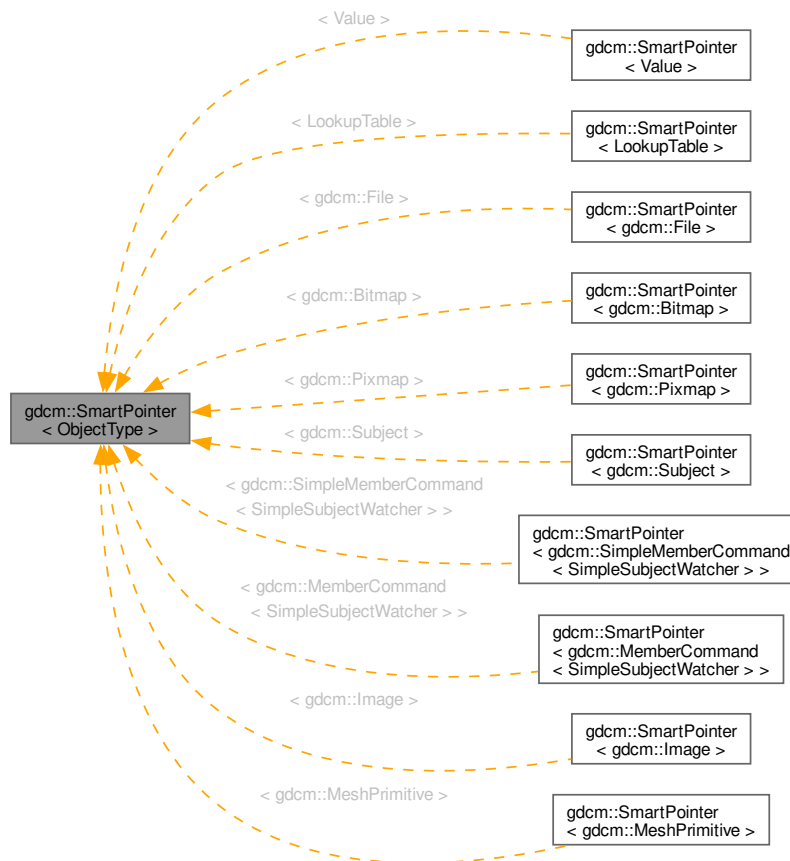 < Value >
gdcm::SmartPointer
< Value >
< LookupTable >
gdcm::SmartPointer
< LookupTable >
< gdcm::File >
gdcm::SmartPointer
< gdcm::File >
< gdcm::Bitmap >
gdcm::SmartPointer
< gdcm::Bitmap >
< gdcm::Pixmap >
gdcm::SmartPointer
< gdcm::Pixmap >
gdcm::SmartPointer
< ObjectType >
< gdcm::Subject >
gdcm::SmartPointer
< gdcm::Subject >
< gdcm::SimpleMemberCommand
< SimpleSubjectWatcher > >
gdcm::SmartPointer
< gdcm::SimpleMemberCommand
< SimpleSubjectWatcher > >
< gdcm::MemberCommand
< SimpleSubjectWatcher > >
gdcm::SmartPointer
< gdcm::MemberCommand
< SimpleSubjectWatcher > >
< gdcm::Image >
gdcm::SmartPointer
< gdcm::Image >
< gdcm::MeshPrimitive >
gdcm::SmartPointer
< gdcm::MeshPrimitive >